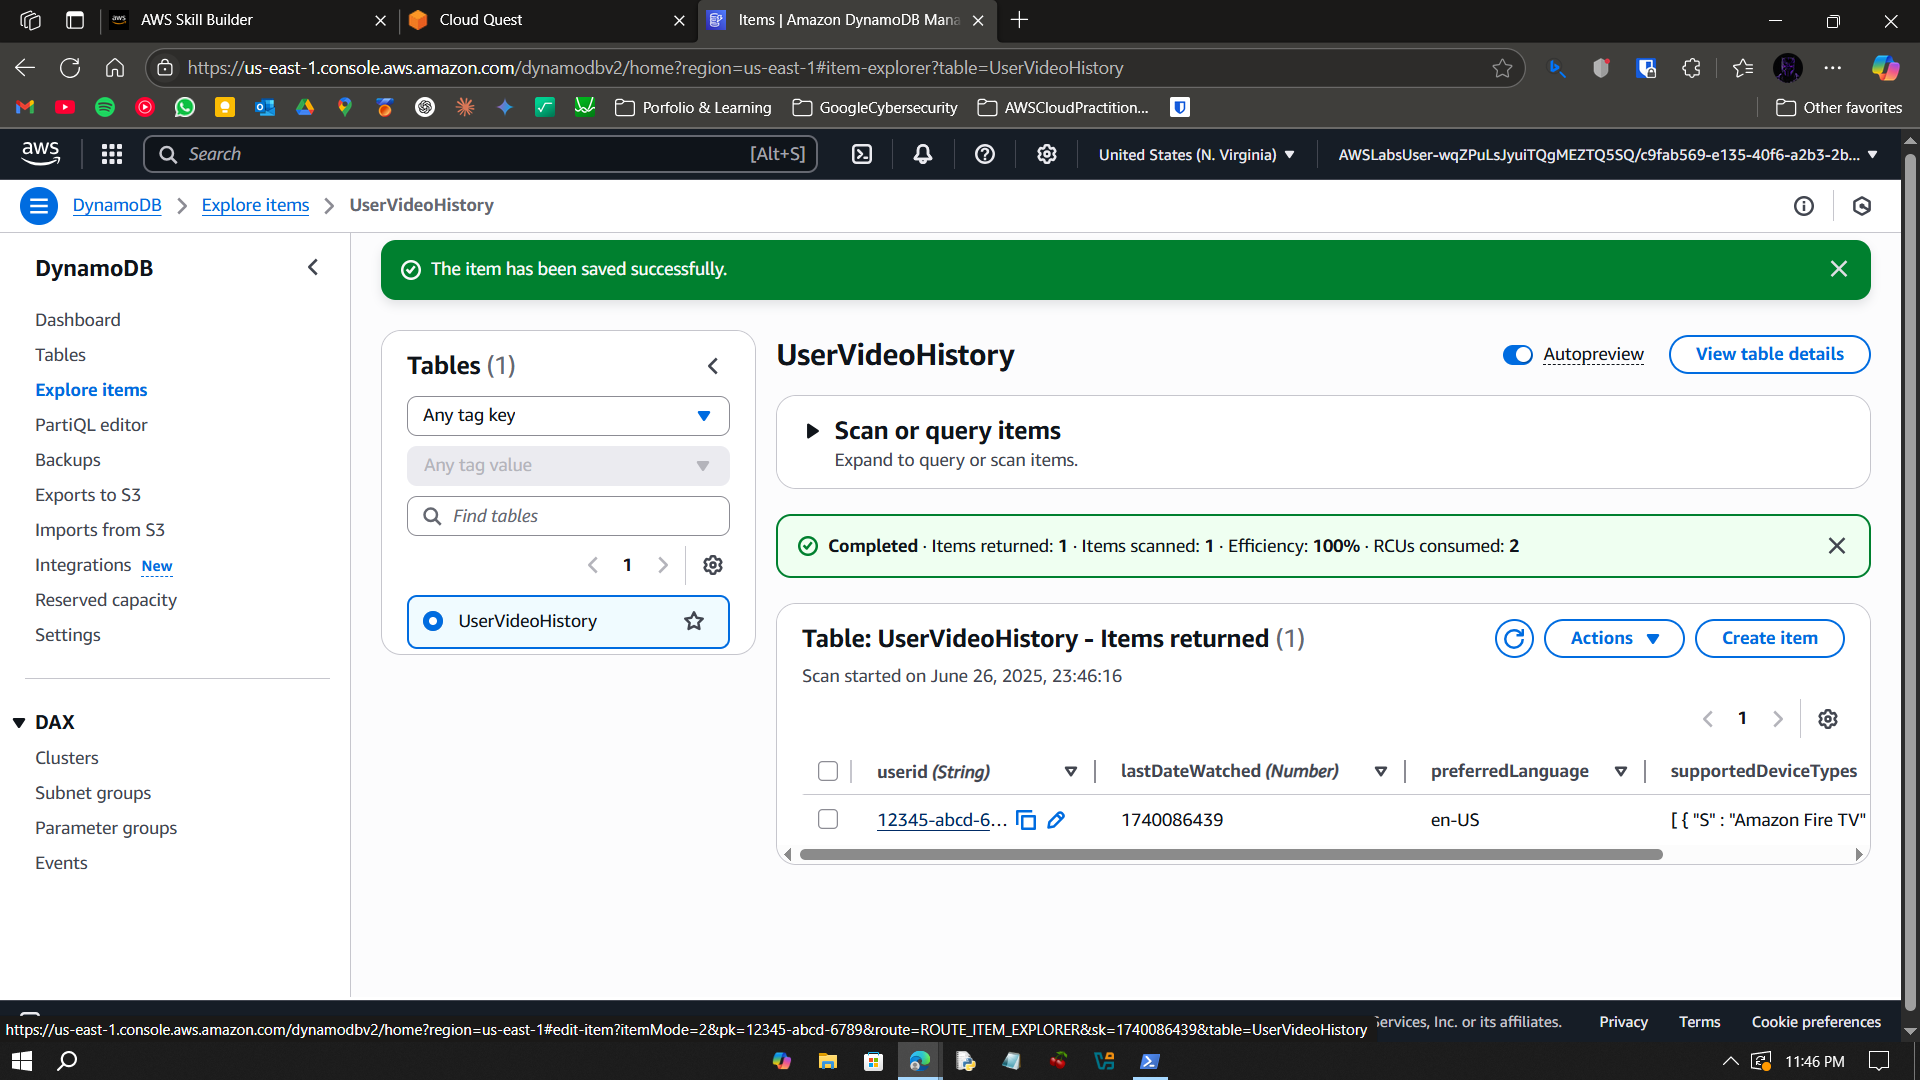 AWS Skill Builder
Cloud Quest
Items | Amazon DynamoDB Mana
https://us-east-1.console.aws.amazon.com/dynamodbv2/home?region=us-east-1#item-explorer?table=UserVideoHistory
Porfolio & Learning
GoogleCybersecurity
AWSCloudPractition...
Other favorites
aws
Search
[Alt+S]
United States (N. Virginia)
AWSLabsUser-wqZPuLsJyuiTQgMEZTQ5SQ/c9fab569-e135-40f6-a2b3-2b...
DynamoDB
Explore items
UserVideoHistory
DynamoDB
Dashboard
Tables
Explore items
PartiQL editor
Backups
Exports to S3
Imports from S3
Integrations New
Reserved capacity
Settings
DAX
Clusters
Subnet groups
Parameter groups
Events
The item has been saved successfully.
Tables (1)
Any tag key
Any tag value
Find tables
1
UserVideoHistory
UserVideoHistory
Autopreview
View table details
Scan or query items
Expand to query or scan items.
Completed · Items returned: 1 · Items scanned: 1 · Efficiency: 100% · RCUs consumed: 2
Table: UserVideoHistory - Items returned (1)
Scan started on June 26, 2025, 23:46:16
Actions
Create item
1
userid (String)
lastDateWatched (Number)
preferredLanguage
supportedDeviceTypes
12345-abcd-6...
1740086439
en-US
[ { "S" : "Amazon Fire TV"
https://us-east-1.console.aws.amazon.com/dynamodbv2/home?region=us-east-1#edit-item?itemMode=2&pk=12345-abcd-6789&route=ROUTE_ITEM_EXPLORER&sk=1740086439&table=UserVideoHistory
Services, Inc. or its affiliates.
Privacy
Terms
Cookie preferences
11:46 PM